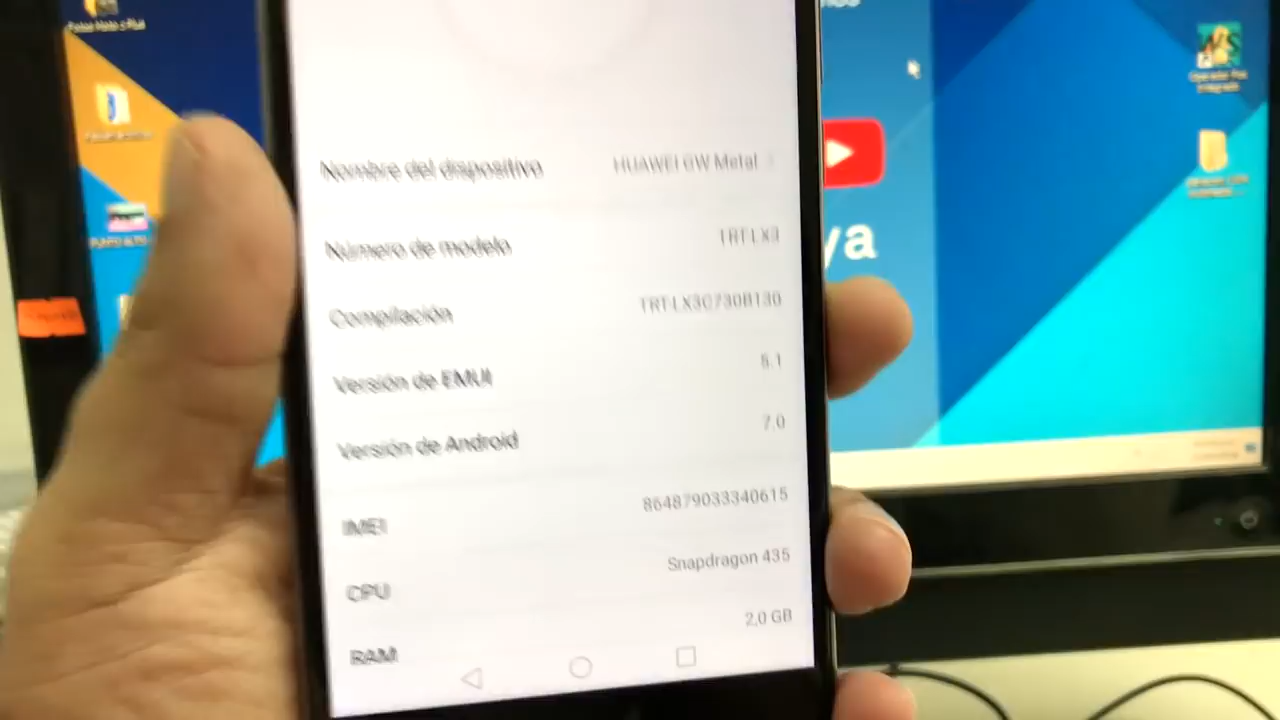 Nombre del dispositivo HUAWEI GW Metal
Número de modelo TRT-LX3
Compilación TRT-LX3C730B130
Versión de EMUI 5.1
Versión de Android 7.0
IMEI 864879033340615
CPU Snapdragon 435
RAM 2,0 GB
ya